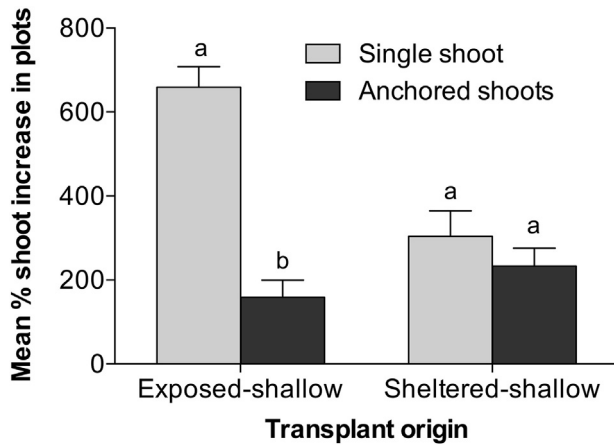 Mean % shoot increase in plots
800
600
400
200
0
a
b
a
a
Single shoot
Anchored shoots
Exposed-shallow
Sheltered-shallow
Transplant origin